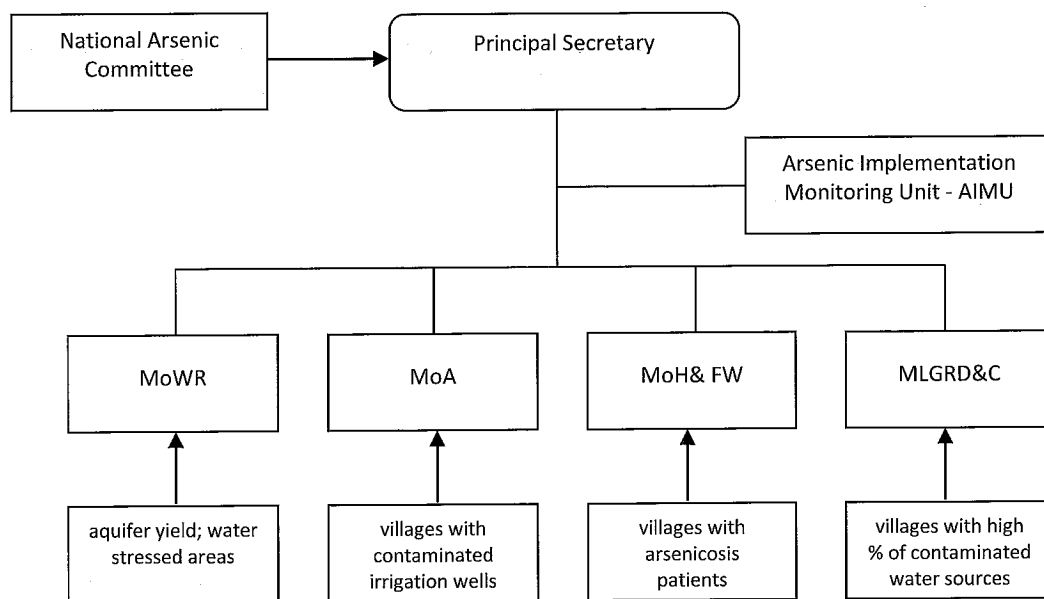 National Arsenic
Committee
Principal Secretary
Arsenic Implementation
Monitoring Unit - AIMU
MoWR
MoA
MoH& FW
MLGRD&C
aquifer yield; water
stressed areas
villages with
contaminated
irrigation wells
villages with
arsenicosis
patients
villages with high
% of contaminated
water sources